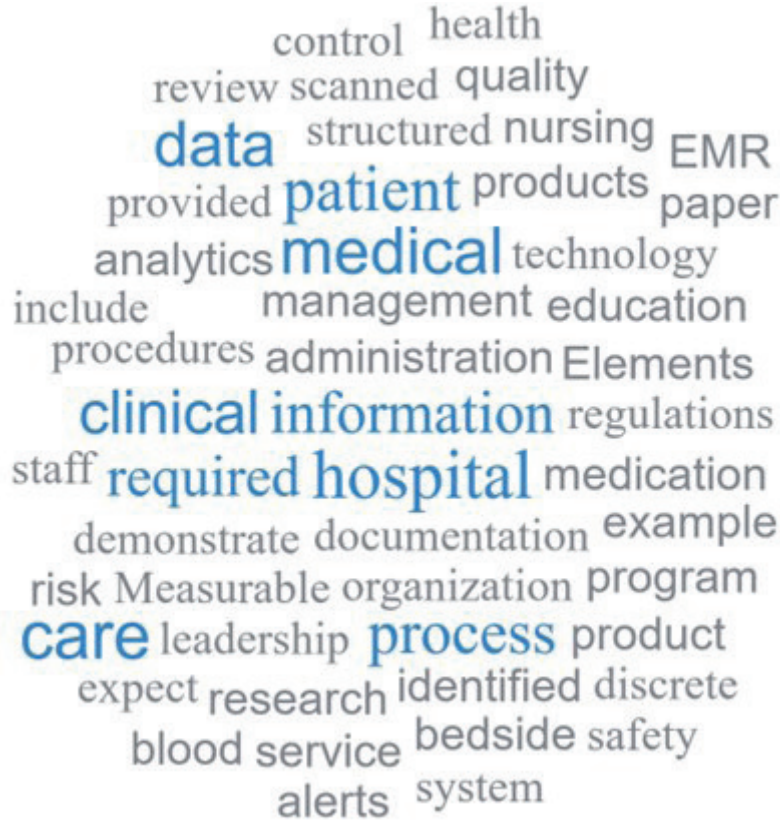 control health
review scanned quality
data structured nursing EMR
provided patient products paper
analytics medical technology
include management education
procedures administration Elements
clinical information regulations
staff required hospital medication
demonstrate documentation example
risk Measurable organization program
care leadership process product
expect research identified discrete
blood service bedside safety
alerts system